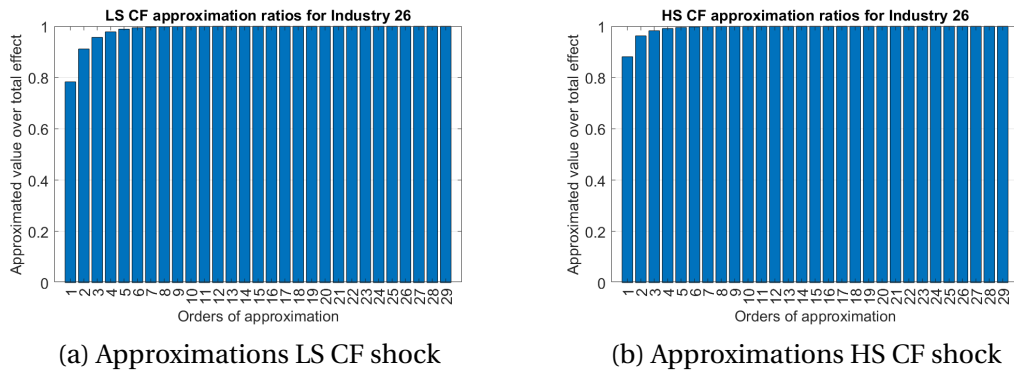 LS CF approximation ratios for Industry 26
Approximated value over total effect
1
0.8
0.6
0.4
0.2
0
1 2 3 4 5 6 7 8 9 10 11 12 13 14 15 16 17 18 19 20 21 22 23 24 25 26 27 28 29
Orders of approximation
(a) Approximations LS CF shock
HS CF approximation ratios for Industry 26
Approximated value over total effect
1
0.8
0.6
0.4
0.2
0
1 2 3 4 5 6 7 8 9 10 11 12 13 14 15 16 17 18 19 20 21 22 23 24 25 26 27 28 29
Orders of approximation
(b) Approximations HS CF shock